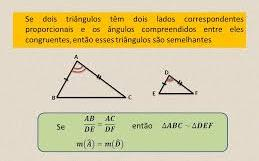 Se dois triângulos têm dois lados correspondentes
proporcionais e os ângulos compreendidos entre eles
congruentes, então esses triângulos são semelhantes
A
B
C
D
E
F
Se AB/DE = AC/DF então ΔABC ~ ΔDEF
m(Â) = m(D̂)